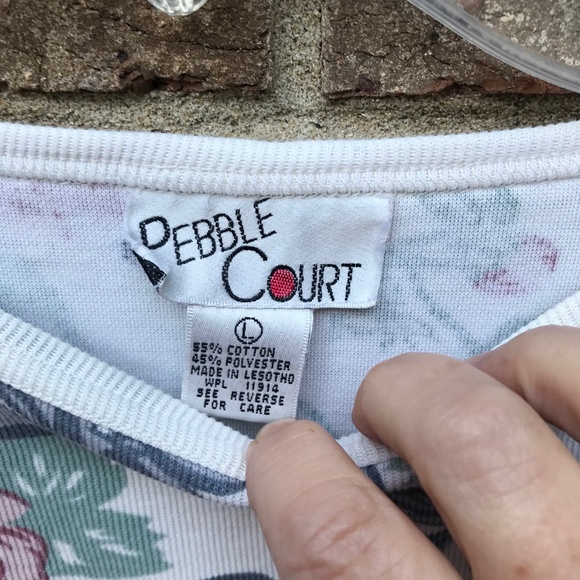 PEBBLE
COURT
L
55% COTTON
45% POLYESTER
MADE IN LESOTHO
WPL 11914
SEE REVERSE
FOR CARE